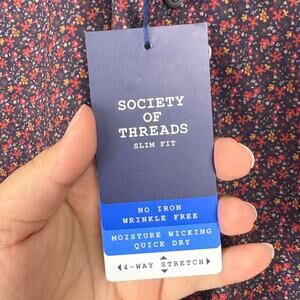 SOCIETY
OF
THREADS
SLIM FIT
NO IRON
WRINKLE FREE
MOISTURE WICKING
QUICK DRY
4-WAY STRETCH